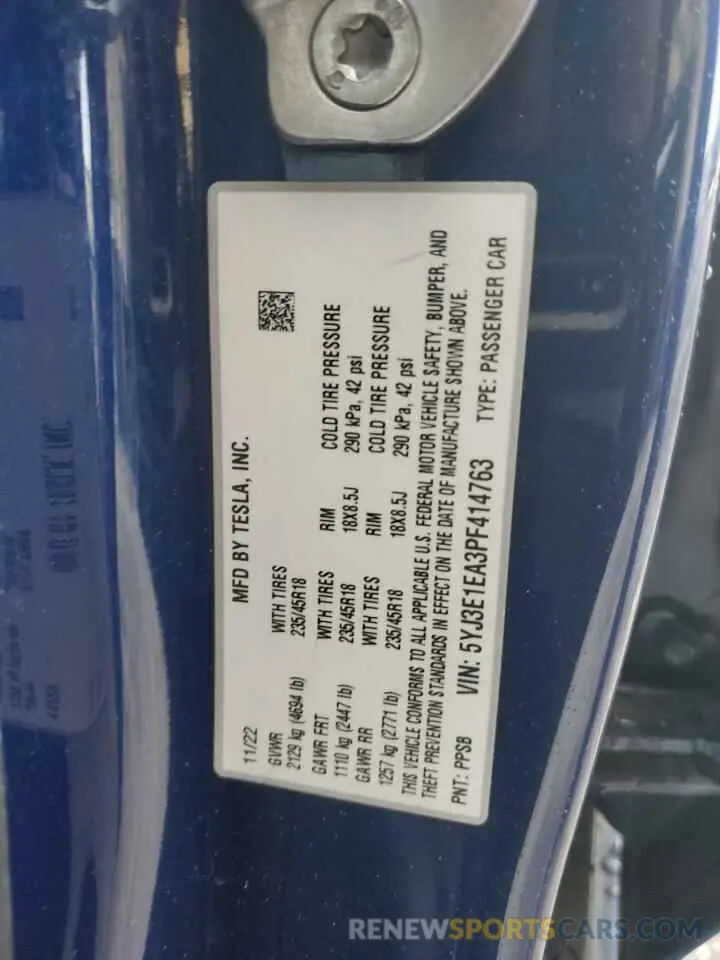 MFD BY TESLA, INC.
11/22
GVWR
2129 kg (4694 lb)
WITH TIRES
235/45R18
GAWR FRT
1110 kg (2447 lb)
WITH TIRES
235/45R18
RIM
18X8.5J
COLD TIRE PRESSURE
290 kPa, 42 psi
GAWR RR
1257 kg (2771 lb)
WITH TIRES
235/45R18
RIM
18X8.5J
COLD TIRE PRESSURE
290 kPa, 42 psi
THIS VEHICLE CONFORMS TO ALL APPLICABLE U.S. FEDERAL MOTOR VEHICLE SAFETY, BUMPER, AND
THEFT PREVENTION STANDARDS IN EFFECT ON THE DATE OF MANUFACTURE SHOWN ABOVE.
PNT: PPSB VIN: 5YJ3E1EA3PF414763 TYPE: PASSENGER CAR
RENEWSPORTSCARS.COM